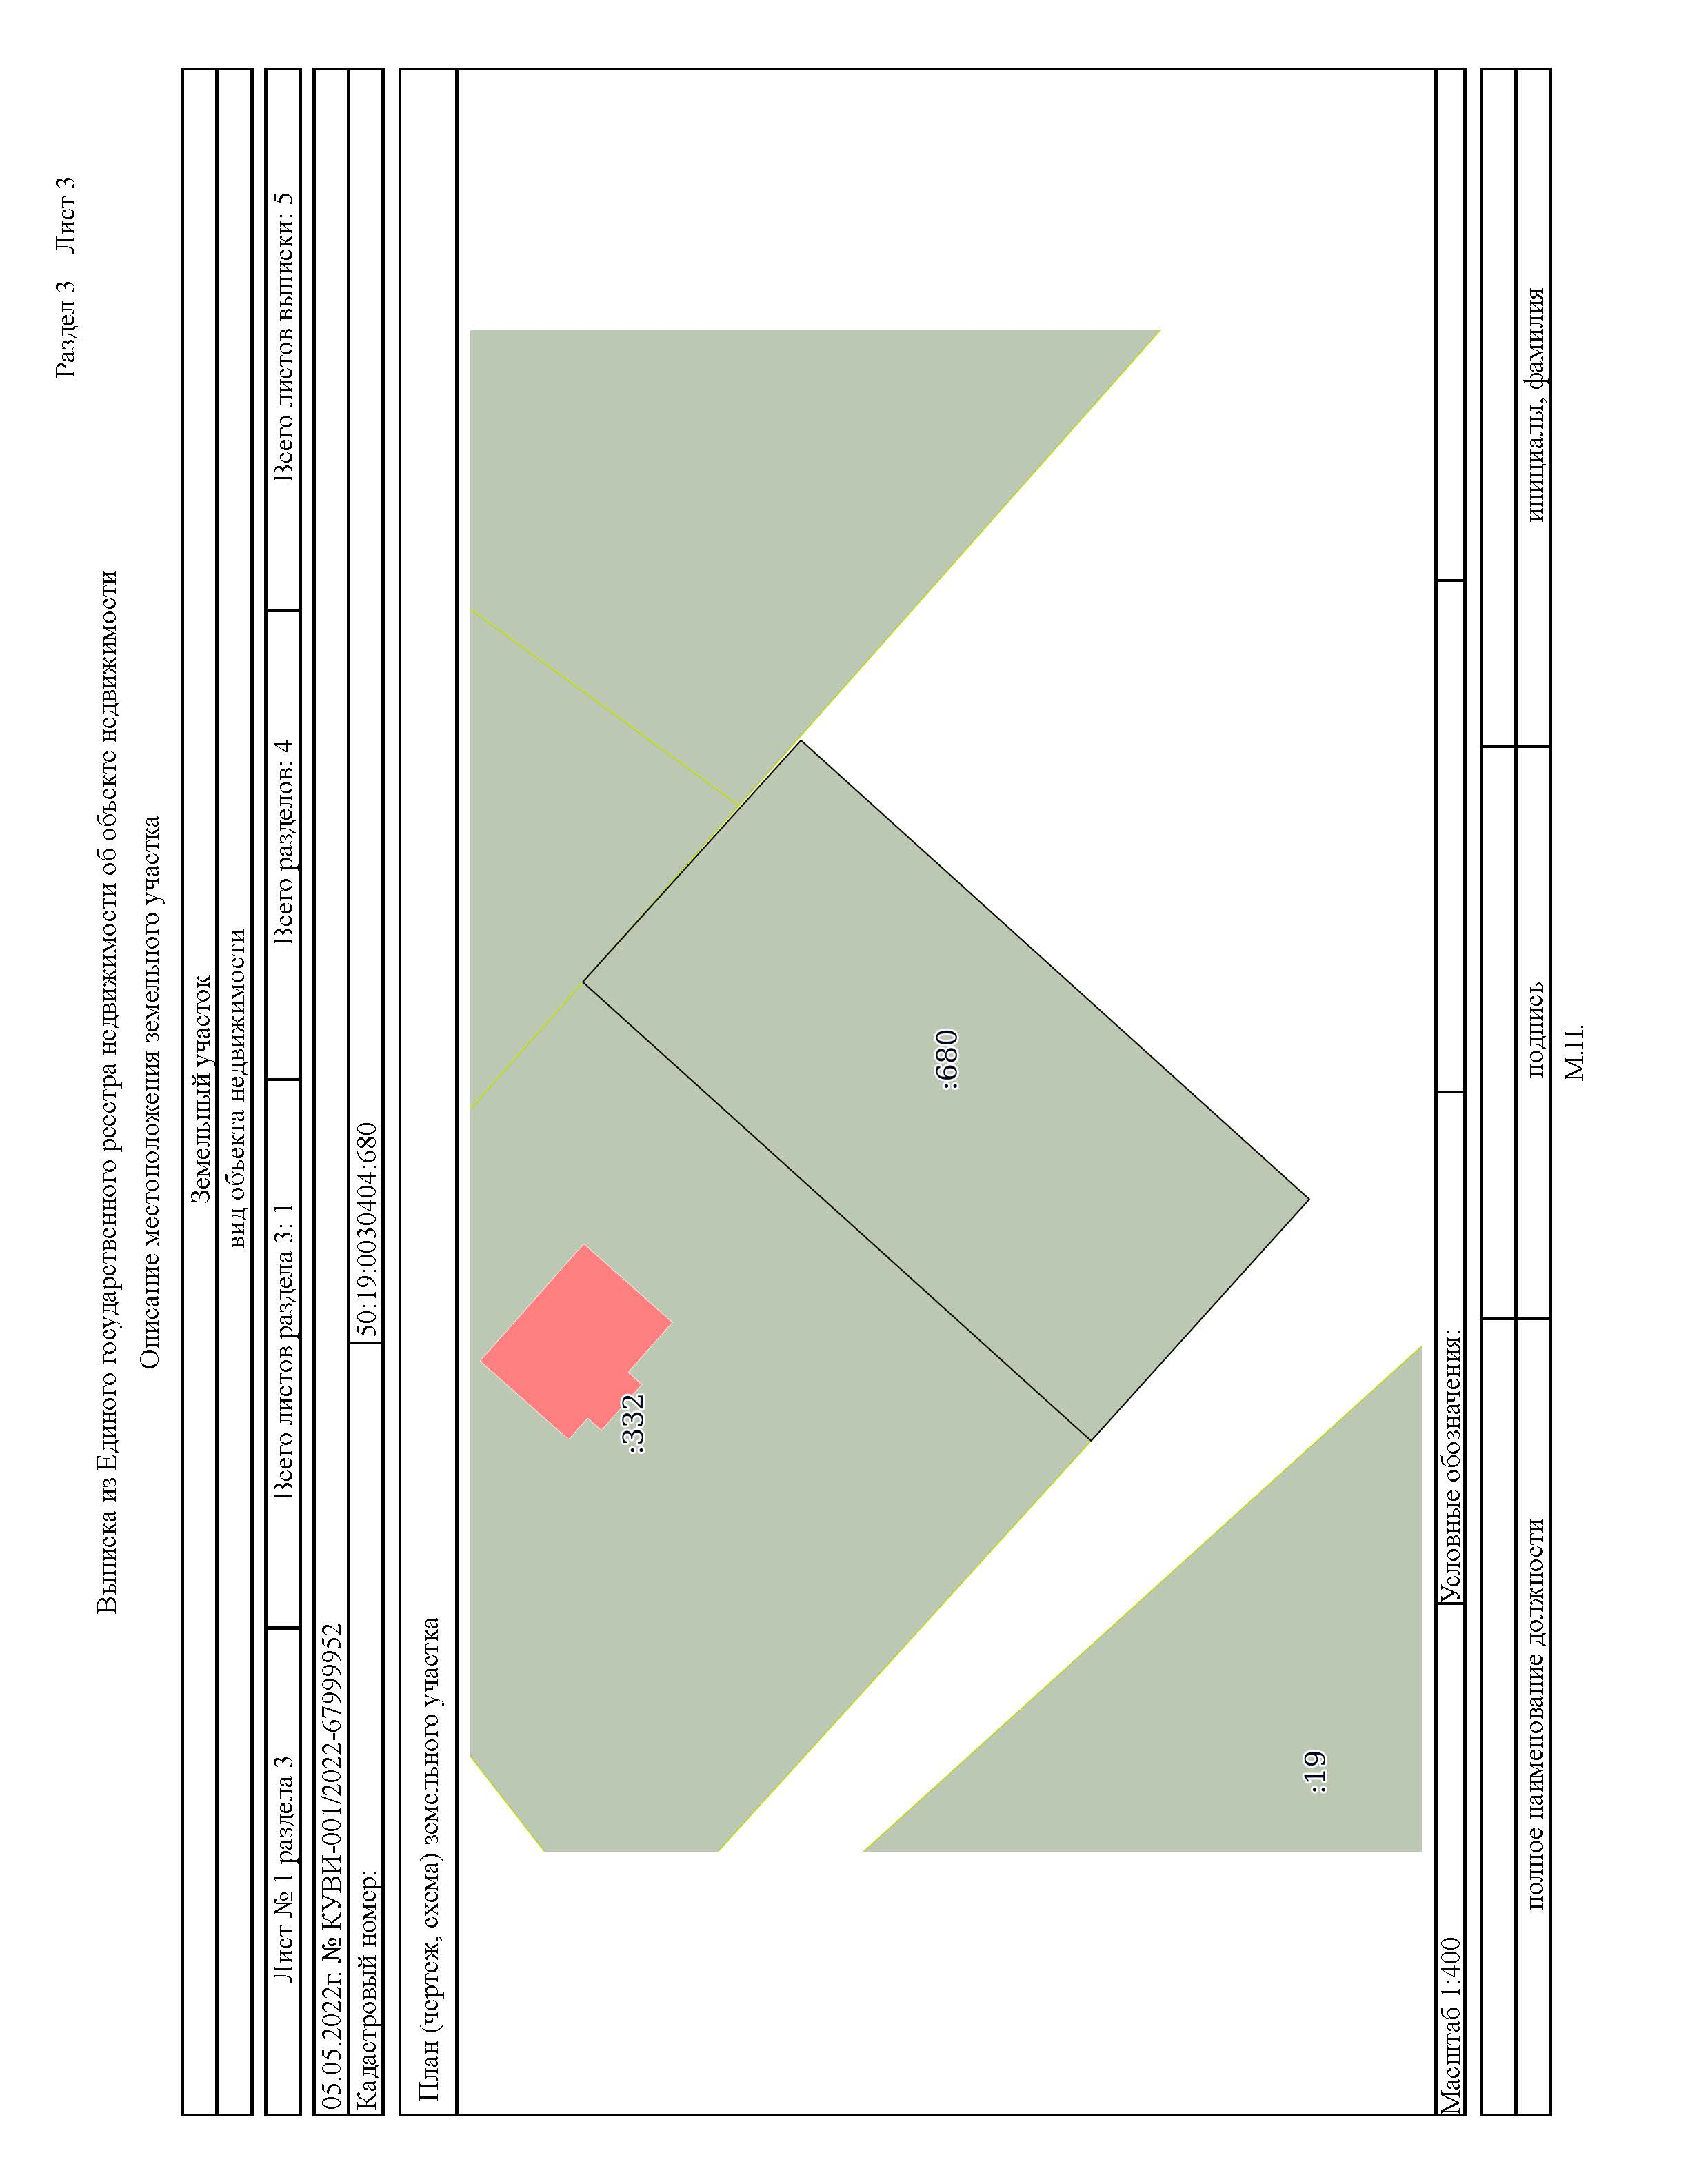 Раздел 3 Лист 3
Выписка из Единого государственного реестра недвижимости об объекте недвижимости
Описание местоположения земельного участка
Земельный участок
вид объекта недвижимости
Лист № 1 раздела 3 Всего листов раздела 3: 1 Всего разделов: 4 Всего листов выписки: 5
05.05.2022г. № КУВИ-001/2022-67999952
Кадастровый номер: 50:19:0030404:680
План (чертеж, схема) земельного участка
:332
:680
:19
Масштаб 1:400 Условные обозначения:
полное наименование должности подпись инициалы, фамилия
М.П.